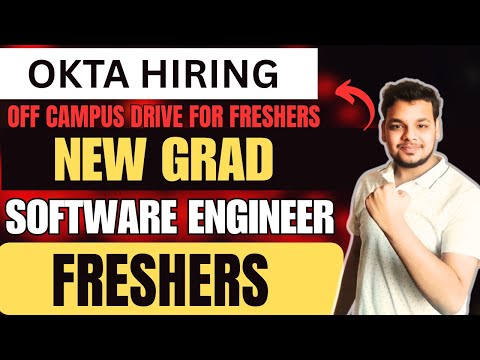 OKTA HIRING
OFF CAMPUS DRIVE FOR FRESHERS
NEW GRAD
SOFTWARE ENGINEER
FRESHERS